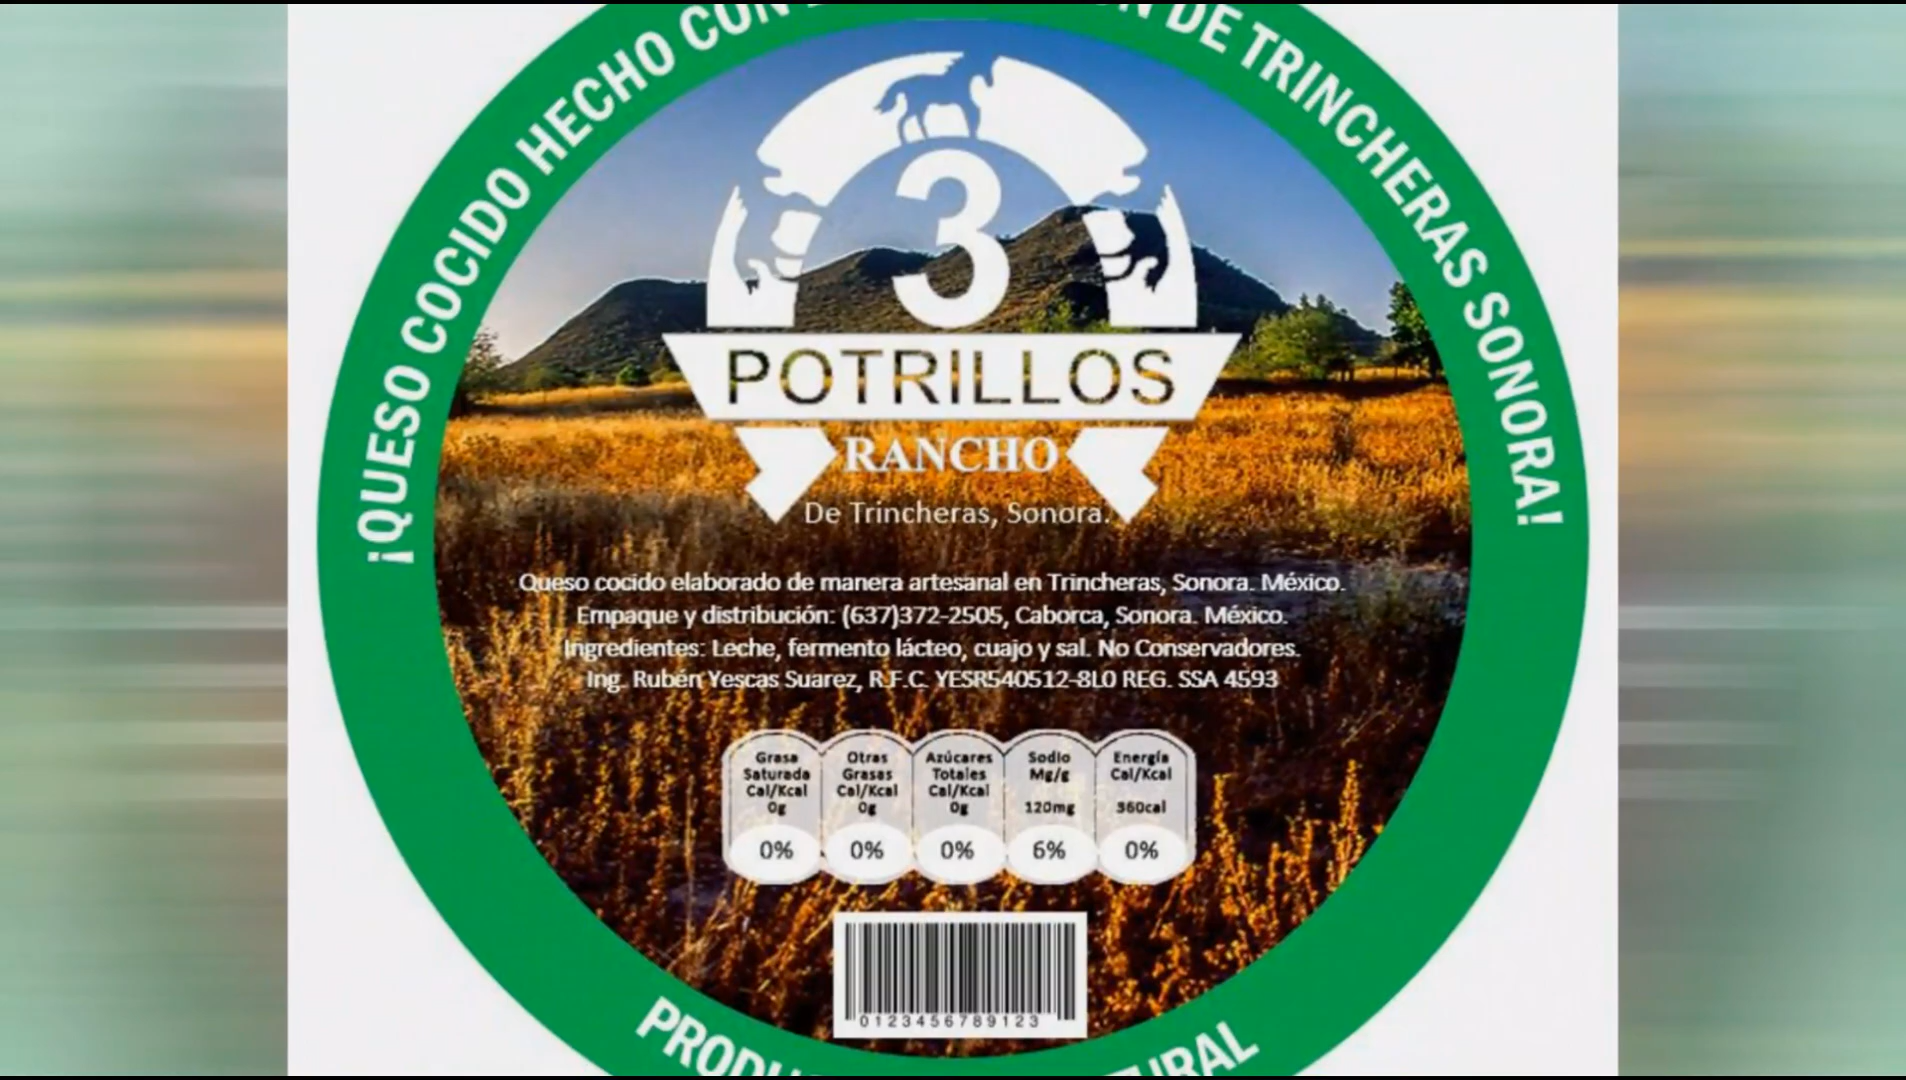 ¡QUESO COCIDO HECHO CON DE TRINCHERAS SONORA!
3
POTRILLOS
RANCHO
De Trincheras, Sonora.
Queso cocido elaborado de manera artesanal en Trincheras, Sonora. México.
Empaque y distribución: (637)372-2505, Caborca, Sonora. México.
Ingredientes: Leche, fermento lácteo, cuajo y sal. No Conservadores.
Ing. Rubén Yescas Suarez, R.F.C. YESR540512-8L0 REG. SSA 4593
Grasa Saturada Cal/Kcal 0g 0%
Otras Grasas Cal/Kcal 0g 0%
Azúcares Totales Cal/Kcal 0g 0%
Sodio Mg/g 120mg 6%
Energía Cal/Kcal 360cal 0%
0123456789123